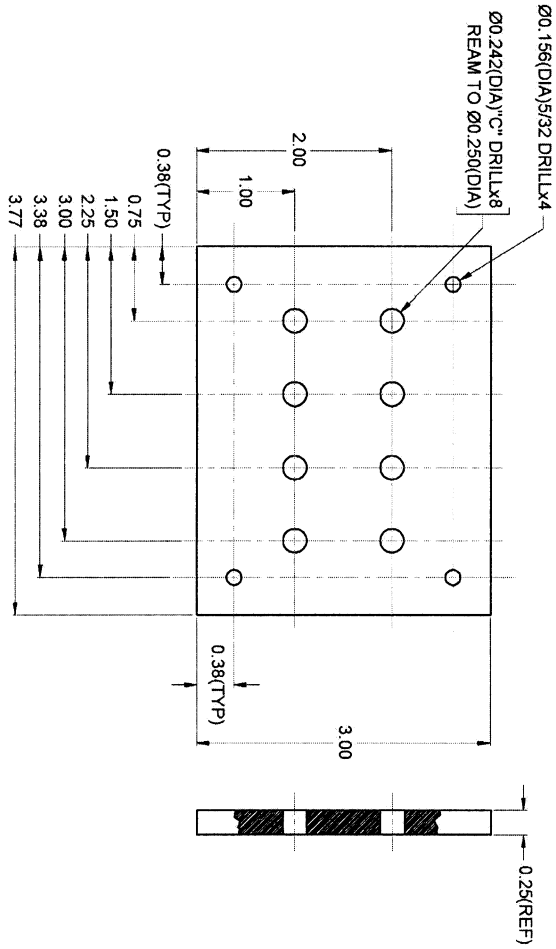 Ø0.156(DIA)5/32 DRILLx4
Ø0.242(DIA)"C" DRILLx8
REAM TO Ø0.250(DIA)
2.00
1.00
0.38(TYP)
0.75
1.50
2.25
3.00
3.38
3.77
0.38(TYP)
3.00
0.25(REF)